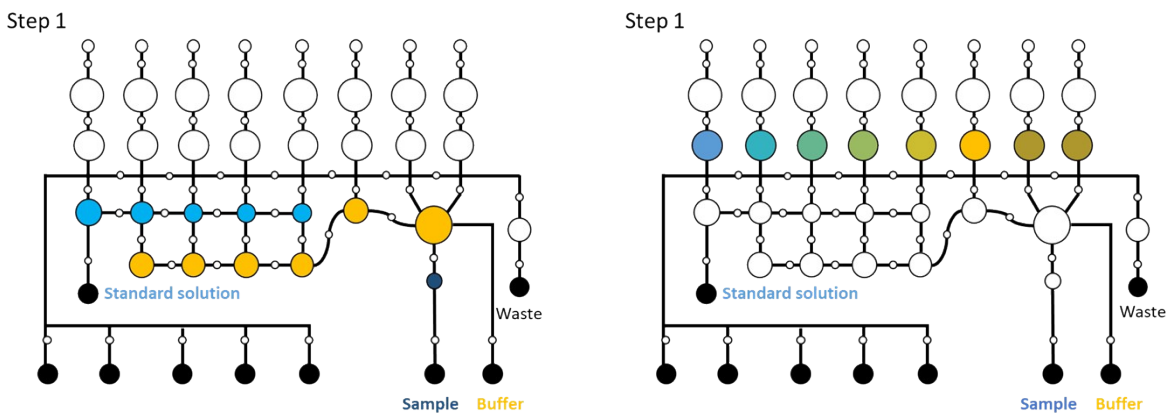 Step 1
Step 1
Standard solution
Standard solution
Waste
Waste
Sample Buffer
Sample Buffer